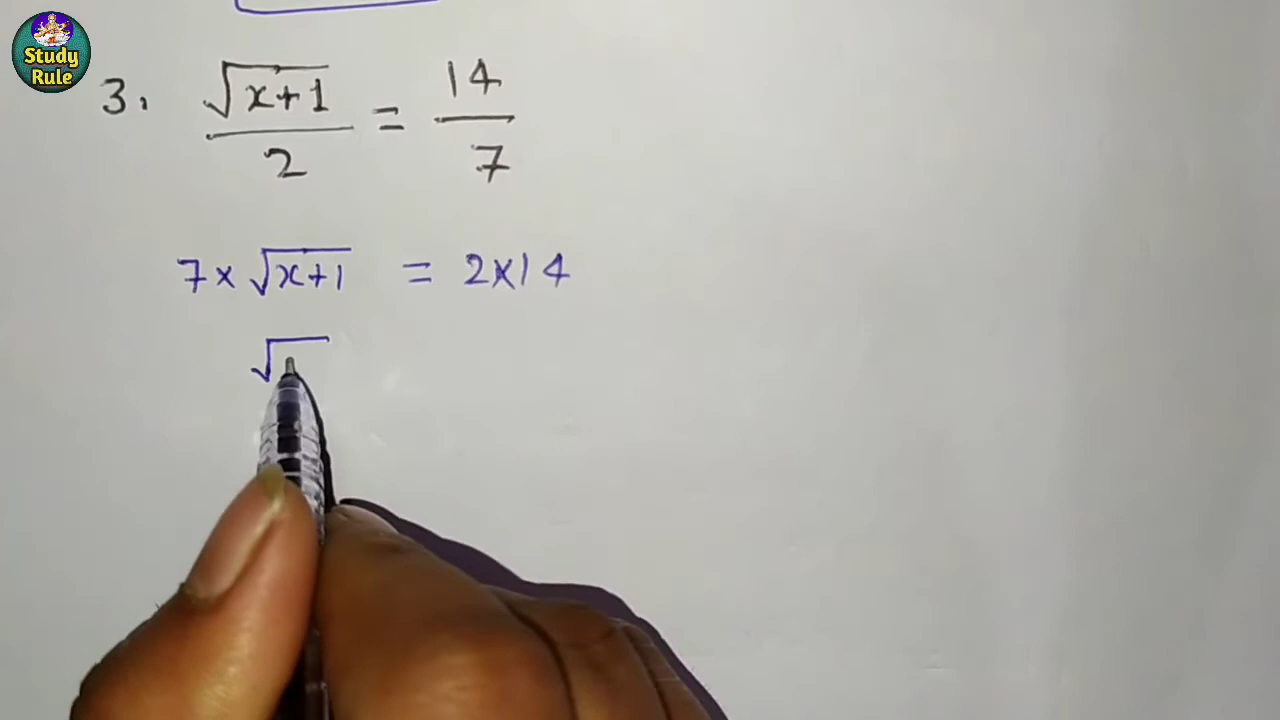 Study
Rule
3. √x+1/2 = 14/7
7 × √x+1 = 2×14
√